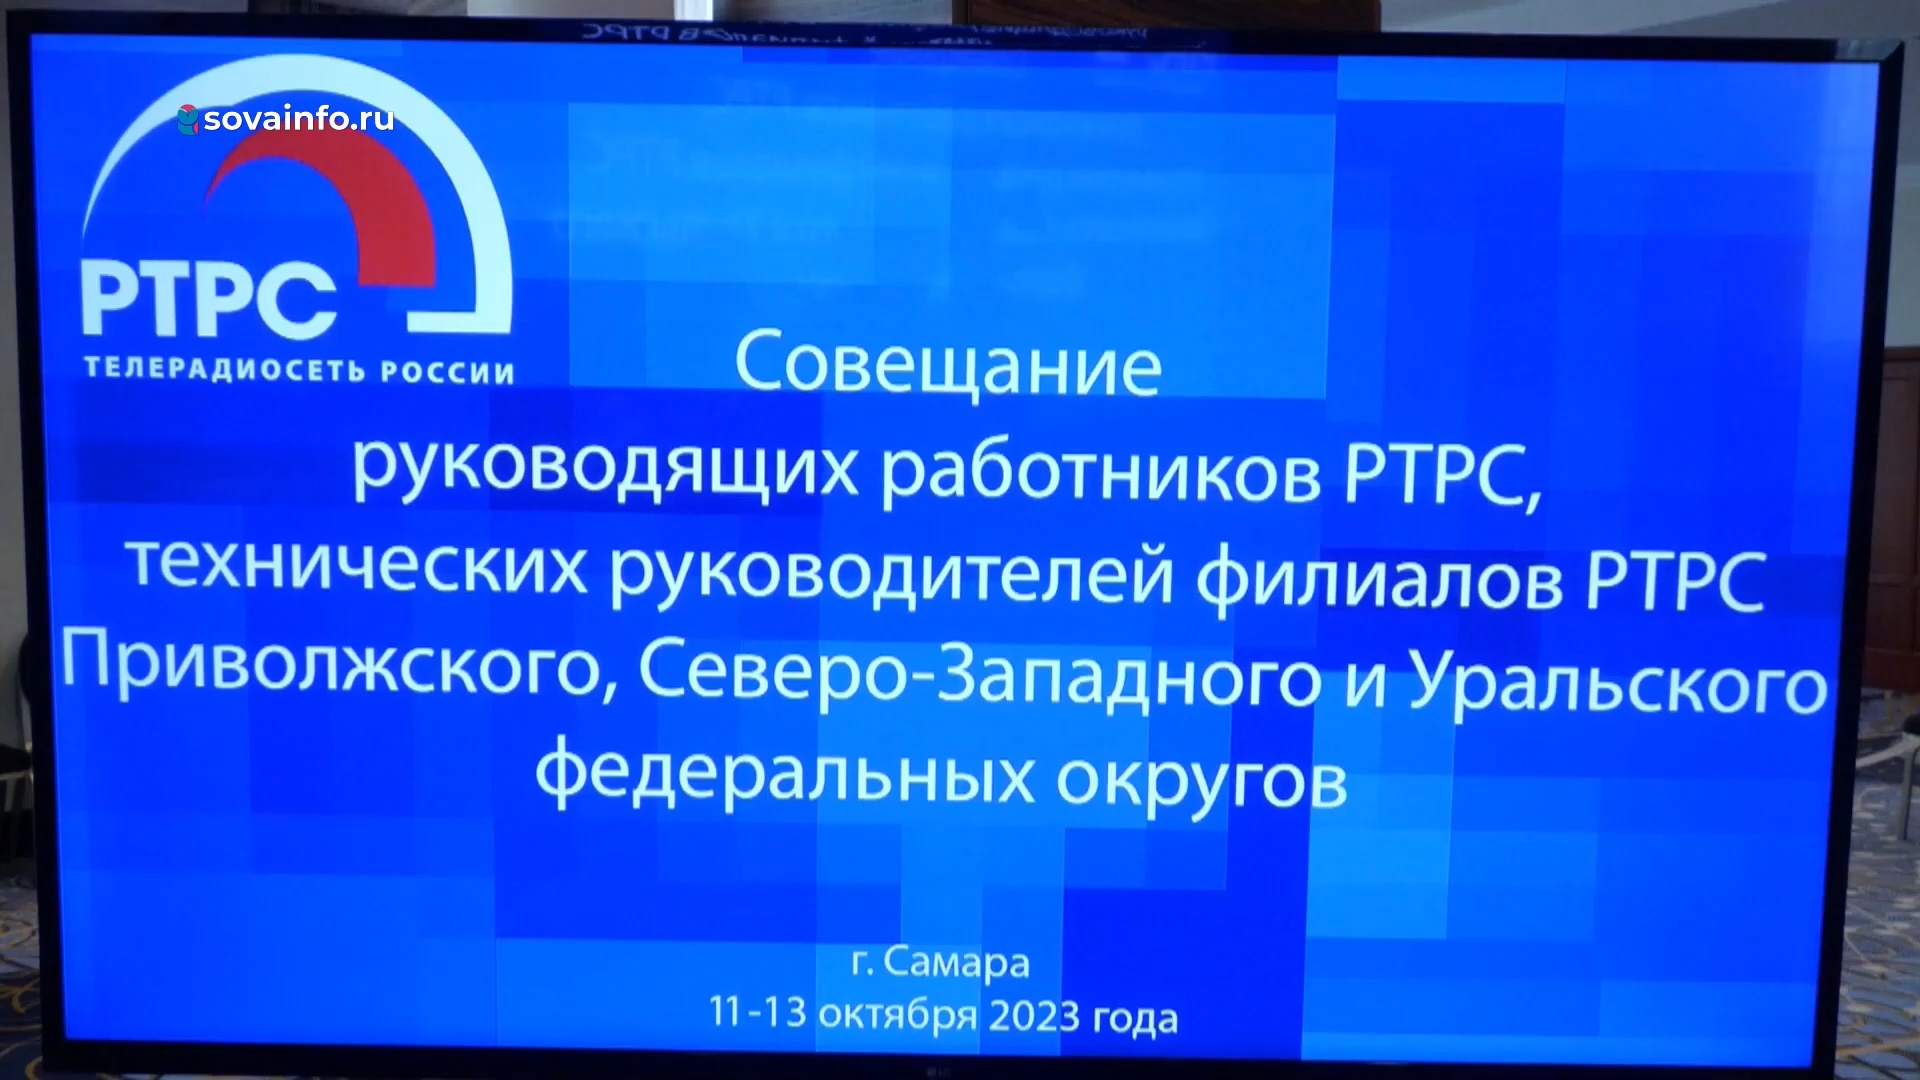 sovainfo.ru
РТРС
ТЕЛЕРАДИОСЕТЬ РОССИИ
Совещание
руководящих работников РТРС,
технических руководителей филиалов РТРС
Приволжского, Северо-Западного и Уральского
федеральных округов
г. Самара
11-13 октября 2023 года